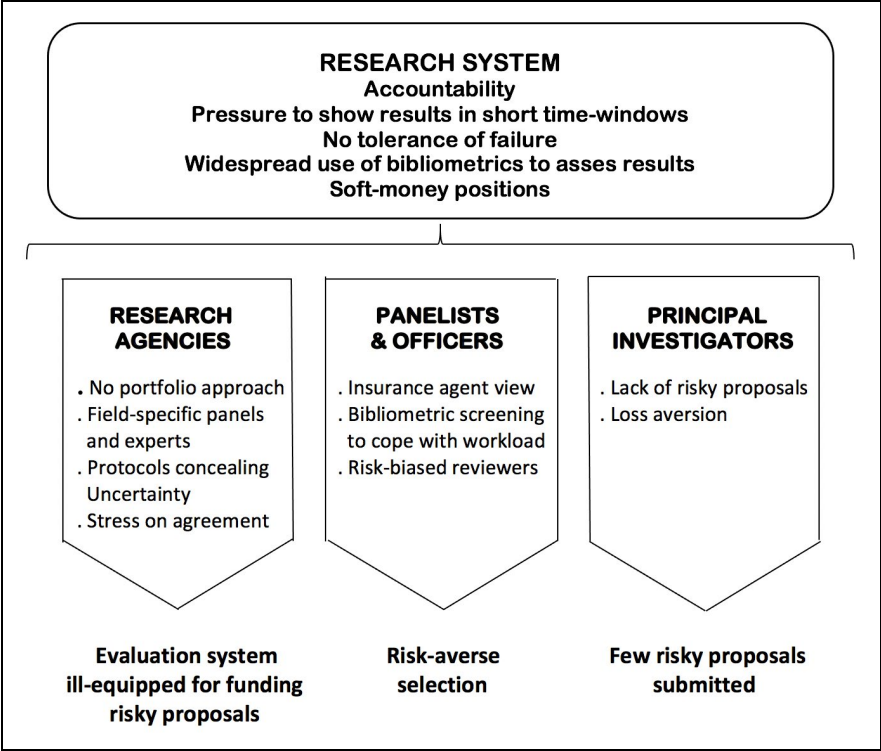 RESEARCH SYSTEM
Accountability
Pressure to show results in short time-windows
No tolerance of failure
Widespread use of bibliometrics to asses results
Soft-money positions
RESEARCH
AGENCIES
. No portfolio approach
. Field-specific panels
and experts
. Protocols concealing
Uncertainty
. Stress on agreement
Evaluation system
ill-equipped for funding
risky proposals
PANELISTS
& OFFICERS
. Insurance agent view
. Bibliometric screening
to cope with workload
. Risk-biased reviewers
Risk-averse
selection
PRINCIPAL
INVESTIGATORS
. Lack of risky proposals
. Loss aversion
Few risky proposals
submitted